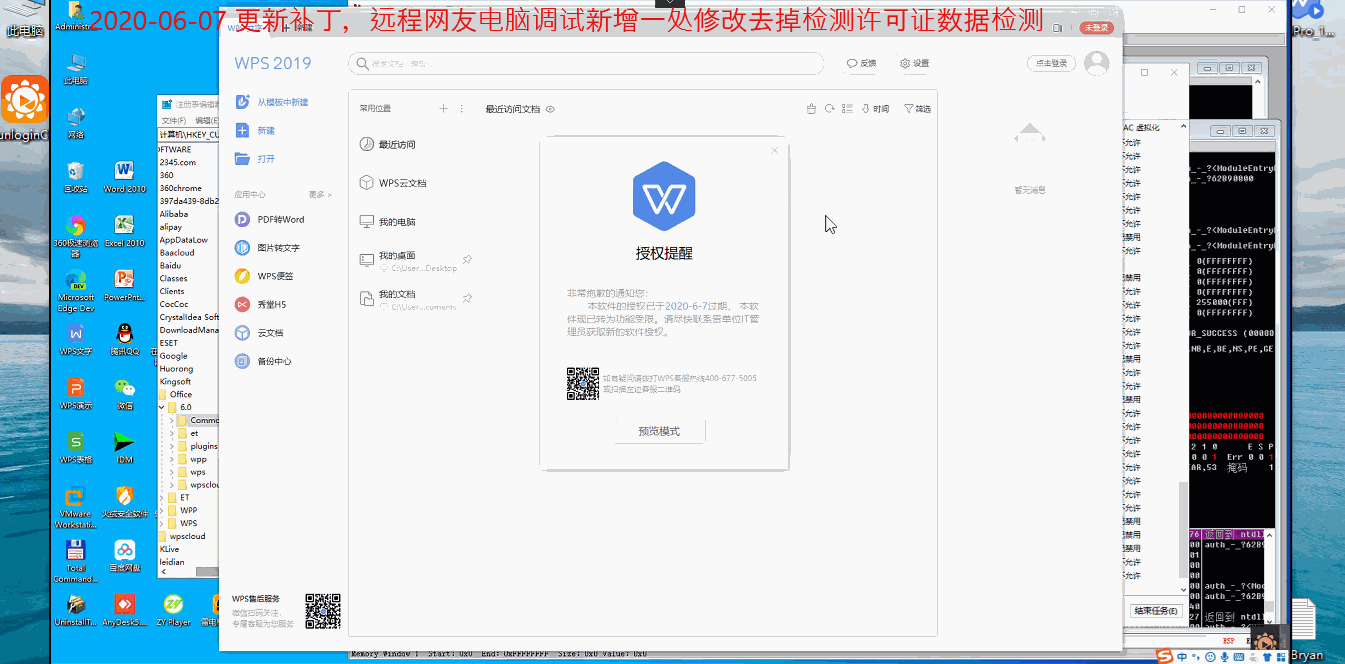 2020-06-07 更新补丁，远程网友电脑调试新增一处修改去掉检测许可证数据检测
此电脑
Administr...
新建
未登录
WPS 2019
反馈
设置
点击登录
从模板中新建
新建
打开
应用中心
更多 >
PDF转Word
图片转文字
WPS便签
秀堂H5
云文档
备份中心
WPS售后服务
微信扫码关注,
专属客服为您服务
常用位置
最近访问
WPS云文档
我的电脑
我的桌面
C:\User...Desktop
我的文档
C:\User...cuments
最近访问文档
时间
筛选
暂无消息
授权提醒
非常抱歉的通知您:
本软件的授权已于2020-6-7过期, 本软
件现已转为功能受限。请尽快联系贵单位IT管
理员获取新的软件授权。
如有疑问请拨打WPS客服热线400-677-5005
或扫描左边客服二维码
预览模式
此电脑
网络
回收站
Word 2010
360极速浏览
器
Excel 2010
Microsoft
Edge Dev
PowerPnt...
WPS文字
腾讯QQ
WPS演示
微信
WPS表格
IDM
VMware
Workstati...
火绒安全软件
Total
Command...
百度网盘
UninstallT...
AnyDesk5....
ZY Player
注册表编辑器
文件(F)
编辑(E)
计算机\HKEY_CU
OFTWARE
2345.com
360
360chrome
397da439-8db2
Alibaba
alipay
AppDataLow
Baacloud
Baidu
Classes
Clients
CocCoc
CrystalIdea Soft
DownloadMana
ESET
Google
Huorong
Kingsoft
Office
6.0
Commo
et
plugins
wpp
wps
wpsclou
ET
WPP
WPS
wpscloud
KLive
leidian
AC 虚拟化
结束任务(E)
_-_?<ModuleEntryP
_-_?62890000
0(FFFFFFFF)
0(FFFFFFFF)
0(FFFFFFFF)
0(FFFFFFFF)
255000(FFF)
0(FFFFFFFF)
OR_SUCCESS (00000
NB,E,BE,NS,PE,GE
2 1 0 E S P
0 0 1 Err 0 0 1
掩码
返回到 ntdll
auth_-_?6289
auth_-_?<Mod
auth_-_?6289
返回到 ntdll
Memory Window 1 Start: 0x0 End: 0xFFFFFFFF Size: 0x0 Value: 0x0
ESP
中
Bryan